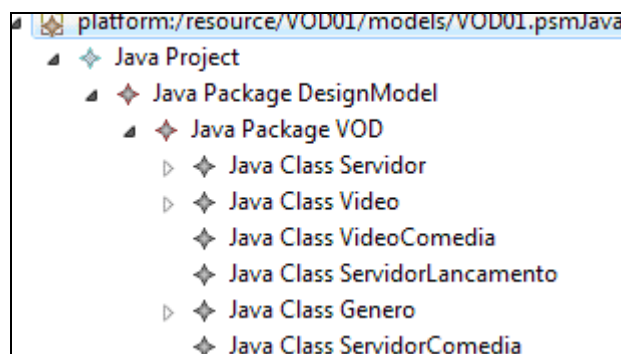 platform:/resource/VOD01/models/VOD01.psmJava
Java Project
Java Package DesignModel
Java Package VOD
Java Class Servidor
Java Class Video
Java Class VideoComedia
Java Class ServidorLancamento
Java Class Genero
Java Class ServidorComedia